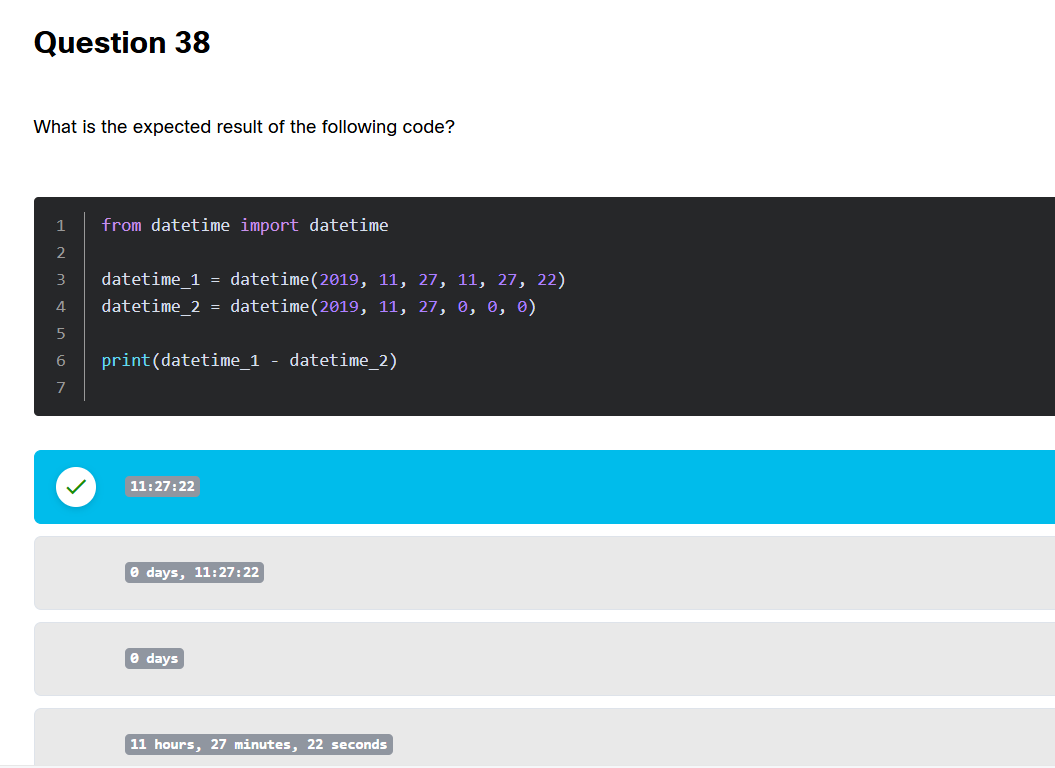 Question 38
What is the expected result of the following code?
1 from datetime import datetime
2
3 datetime_1 = datetime(2019, 11, 27, 11, 27, 22)
4 datetime_2 = datetime(2019, 11, 27, 0, 0, 0)
5
6 print(datetime_1 - datetime_2)
7
11:27:22
0 days, 11:27:22
0 days
11 hours, 27 minutes, 22 seconds